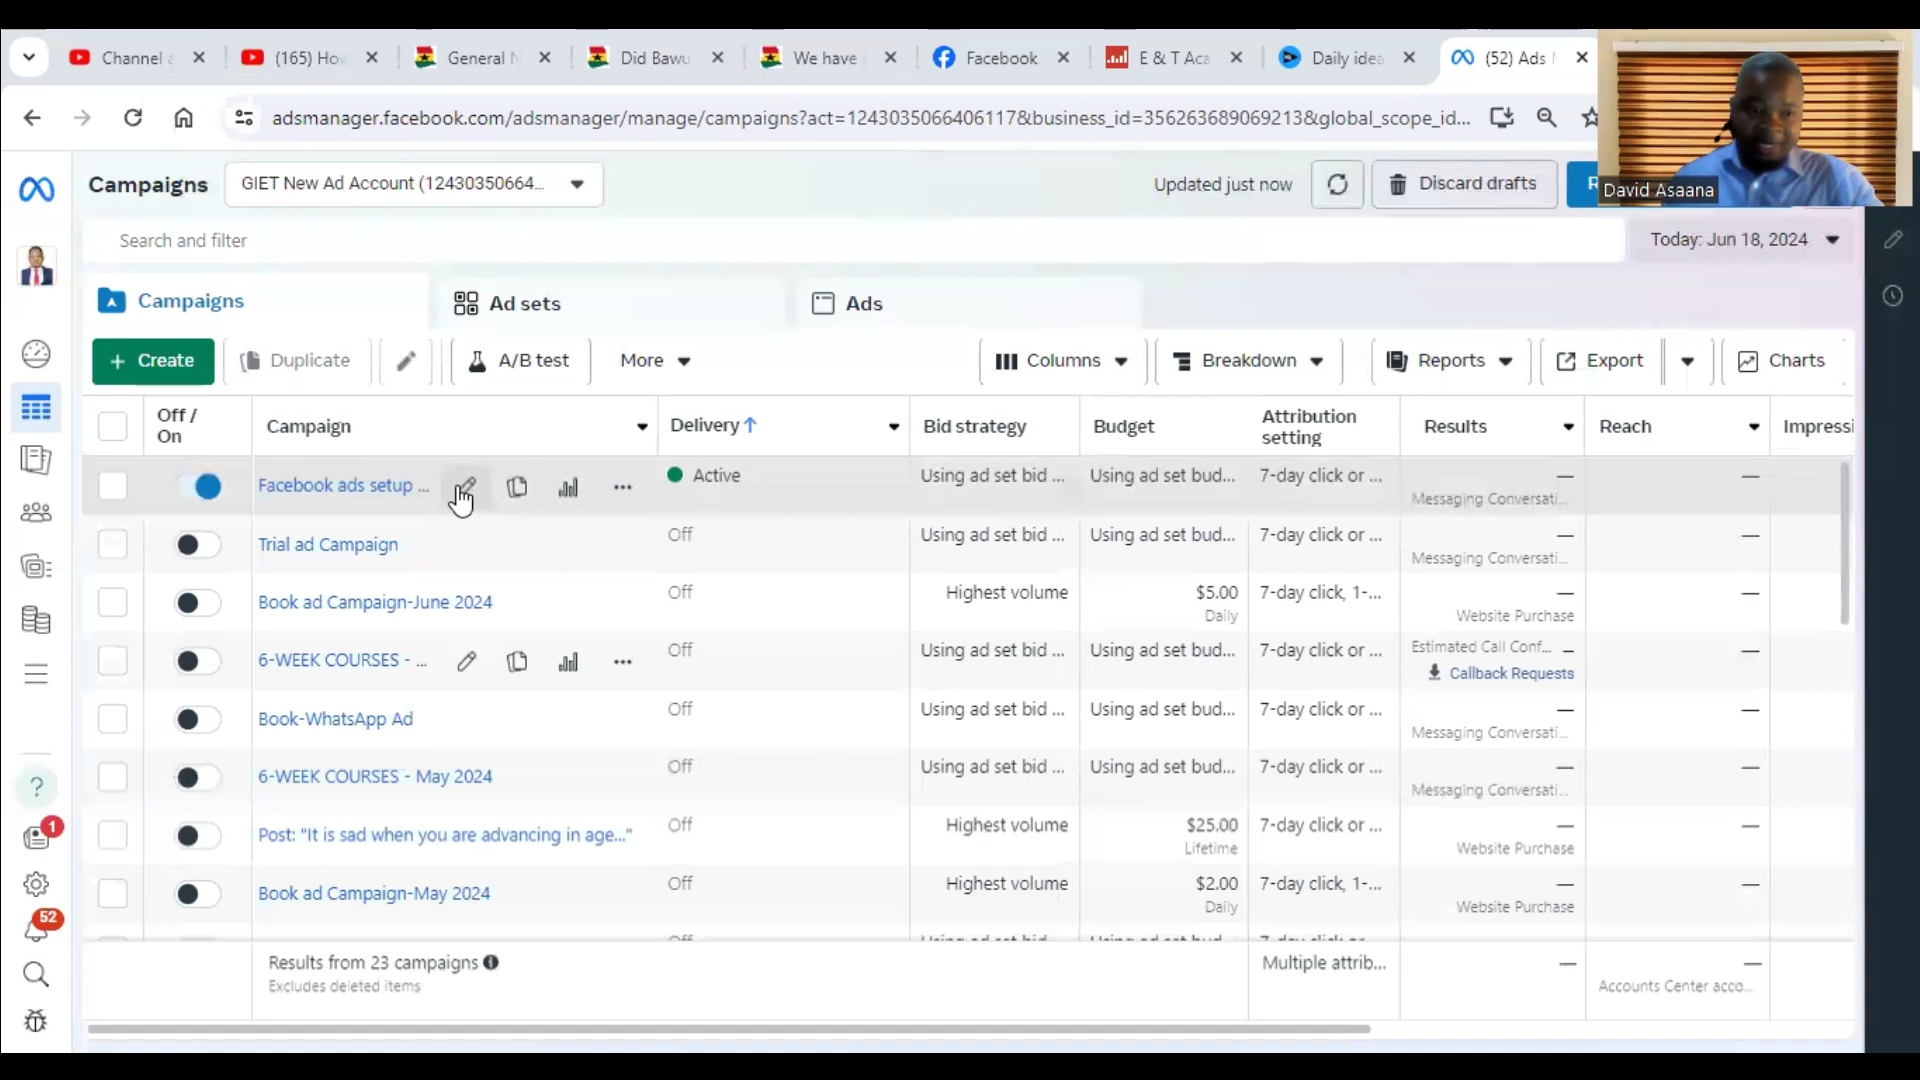 Channel a
(165) Ho
General N
Did Bawu
We have
Facebook
E & T Aca
Daily idea
(52) Ads
adsmanager.facebook.com/adsmanager/manage/campaigns?act=1243035066406117&business_id=356263689069213&global_scope_id...
Campaigns
GIET New Ad Account (12430350664...
Updated just now
Discard drafts
R
David Asaana
Search and filter
Today: Jun 18, 2024
Campaigns
Ad sets
Ads
+ Create
Duplicate
A/B test
More
Columns
Breakdown
Reports
Export
Charts
Off / On
Campaign
Delivery ↑
Bid strategy
Budget
Attribution setting
Results
Reach
Impressi
Facebook ads setup ...
Active
Using ad set bid ...
Using ad set bud...
7-day click or ...
—
—
Messaging Conversati...
Trial ad Campaign
Off
Using ad set bid ...
Using ad set bud...
7-day click or ...
—
—
Messaging Conversati...
Book ad Campaign-June 2024
Off
Highest volume
$5.00
7-day click, 1-...
—
—
Daily
Website Purchase
6-WEEK COURSES - ...
Off
Using ad set bid ...
Using ad set bud...
7-day click or ...
Estimated Call Conf... —
—
Callback Requests
Book-WhatsApp Ad
Off
Using ad set bid ...
Using ad set bud...
7-day click or ...
—
—
Messaging Conversati...
6-WEEK COURSES - May 2024
Off
Using ad set bid ...
Using ad set bud...
7-day click or ...
—
—
Messaging Conversati...
Post: "It is sad when you are advancing in age..."
Off
Highest volume
$25.00
7-day click or ...
—
—
Lifetime
Website Purchase
Book ad Campaign-May 2024
Off
Highest volume
$2.00
7-day click, 1-...
—
—
Daily
Website Purchase
Results from 23 campaigns
Excludes deleted items
Multiple attrib...
—
—
Accounts Center acco...
1
52